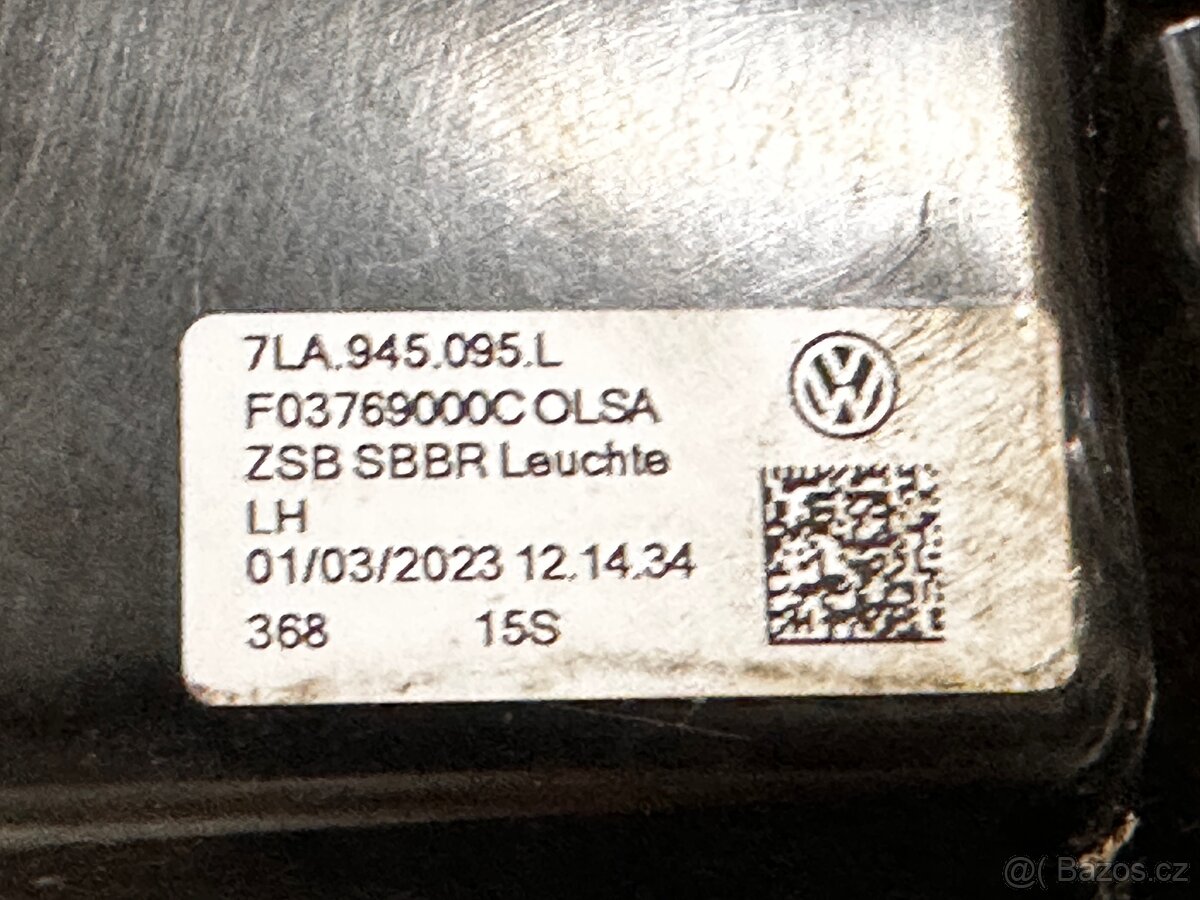 7LA.945.095.L
F03769000C OLSA
ZSB SBBR Leuchte
LH
01/03/2023 12.14.34
368 15S
@( Bazos.cz